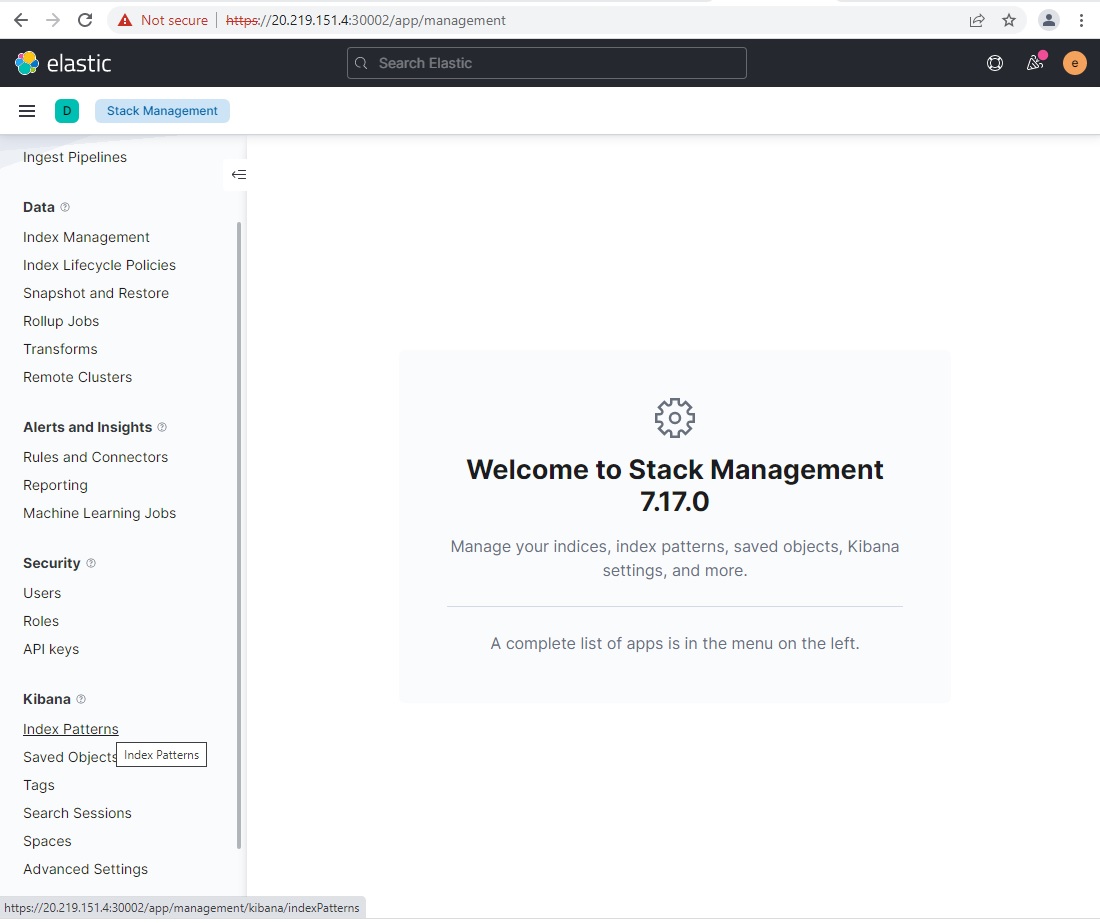 Not secure
https://20.219.151.4:30002/app/management
elastic
Search Elastic
e
D
Stack Management
Ingest Pipelines
Data
Index Management
Index Lifecycle Policies
Snapshot and Restore
Rollup Jobs
Transforms
Remote Clusters
Alerts and Insights
Rules and Connectors
Reporting
Machine Learning Jobs
Security
Users
Roles
API keys
Kibana
Index Patterns
Saved Objects
Index Patterns
Tags
Search Sessions
Spaces
Advanced Settings
Welcome to Stack Management
7.17.0
Manage your indices, index patterns, saved objects, Kibana
settings, and more.
A complete list of apps is in the menu on the left.
https://20.219.151.4:30002/app/management/kibana/indexPatterns